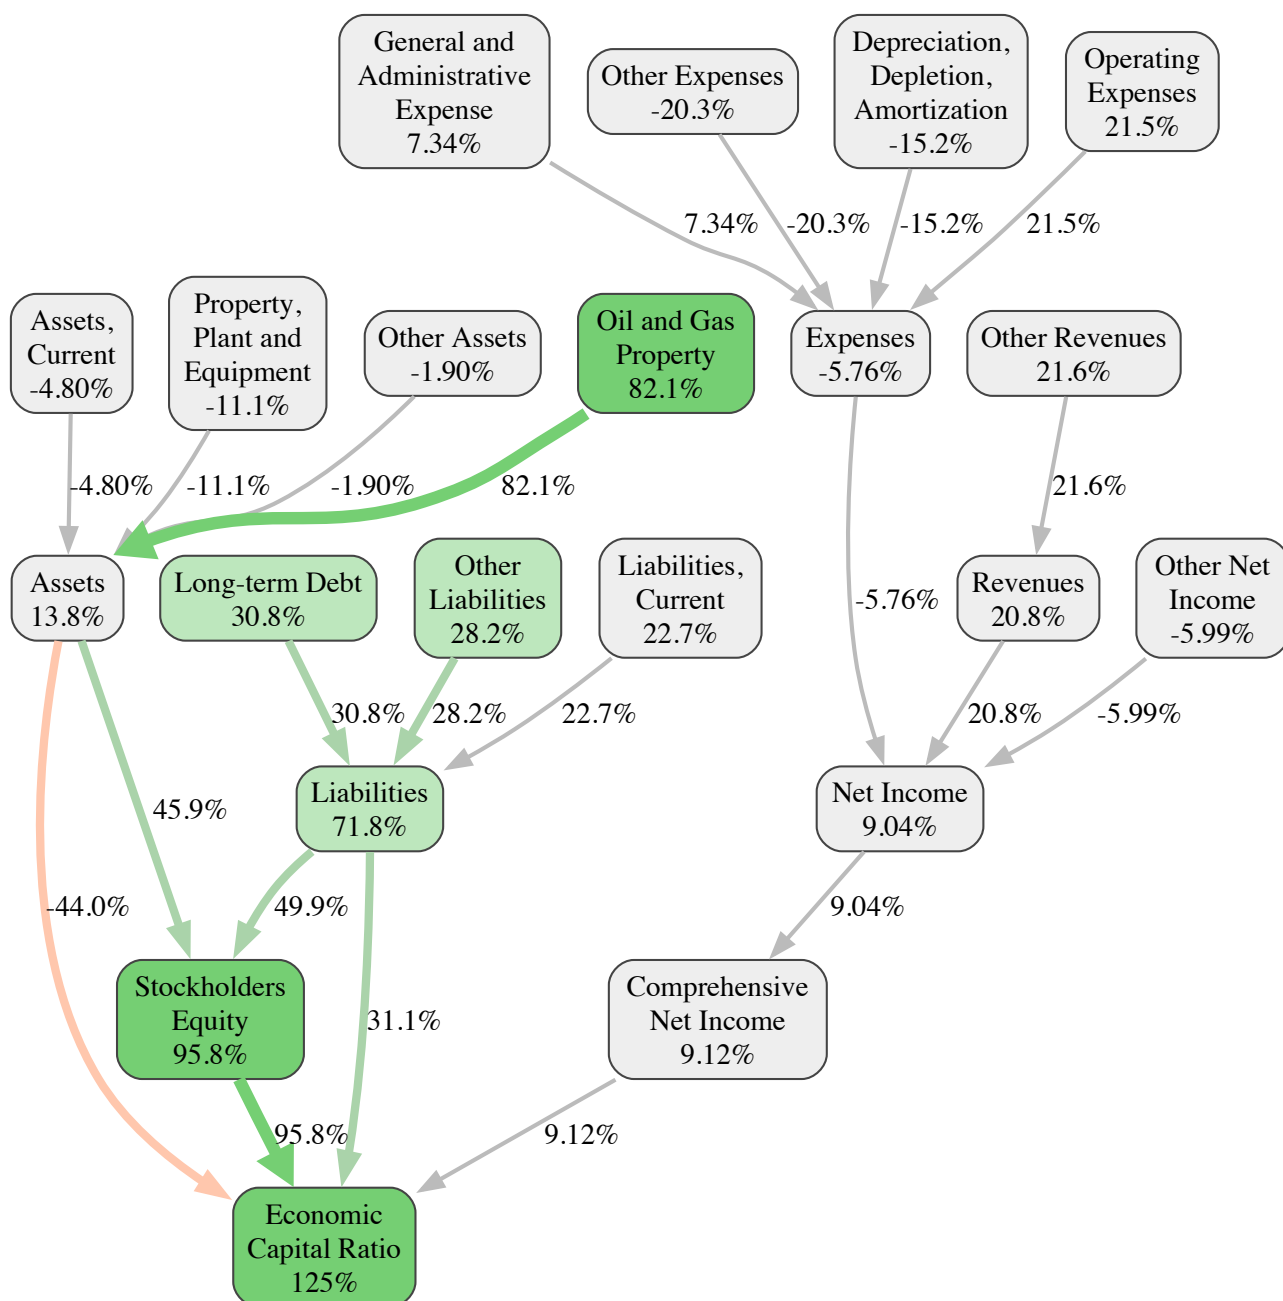 General and
Administrative
Expense
7.34%
Other Expenses
-20.3%
Depreciation,
Depletion,
Amortization
-15.2%
Operating
Expenses
21.5%
7.34%
-20.3%
-15.2%
21.5%
Assets,
Current
-4.80%
Property,
Plant and
Equipment
-11.1%
Other Assets
-1.90%
Oil and Gas
Property
82.1%
Expenses
-5.76%
Other Revenues
21.6%
-4.80%
-11.1%
-1.90%
82.1%
21.6%
Assets
13.8%
Long-term Debt
30.8%
Other
Liabilities
28.2%
Liabilities,
Current
22.7%
-5.76%
Revenues
20.8%
Other Net
Income
-5.99%
30.8%
28.2%
22.7%
20.8%
-5.99%
45.9%
Liabilities
71.8%
Net Income
9.04%
-44.0%
49.9%
9.04%
Stockholders
Equity
95.8%
31.1%
Comprehensive
Net Income
9.12%
95.8%
9.12%
Economic
Capital Ratio
125%